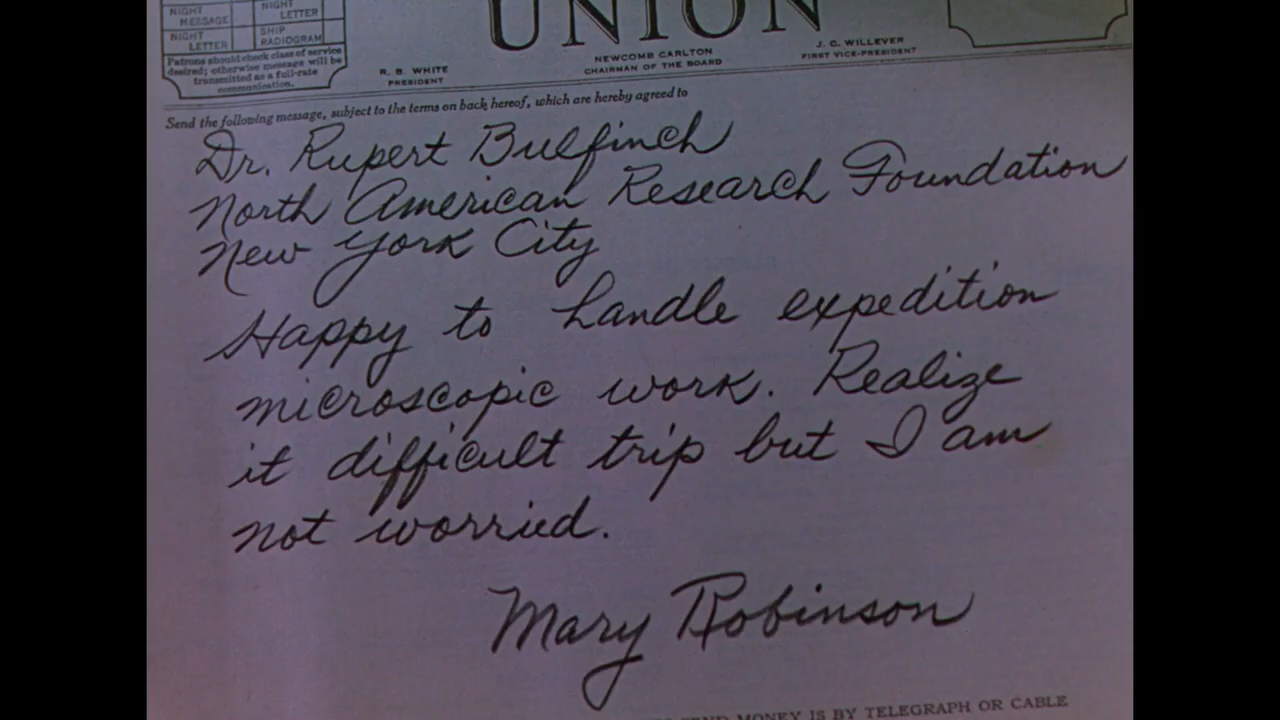 NIGHT MESSAGE
NIGHT LETTER
NIGHT LETTER
SHIP RADIOGRAM
Patrons should check class of service
desired; otherwise message will be
transmitted as a full-rate
communication.
UNION
R. B. WHITE
PRESIDENT
NEWCOMB CARLTON
CHAIRMAN OF THE BOARD
J. C. WILLEVER
FIRST VICE-PRESIDENT
Send the following message, subject to the terms on back hereof, which are hereby agreed to
Dr. Rupert Bulfinch
North American Research Foundation
New York City
Happy to handle expedition
microscopic work. Realize
it difficult trip but I am
not worried.
Mary Robinson
SEND MONEY IS BY TELEGRAPH OR CABLE